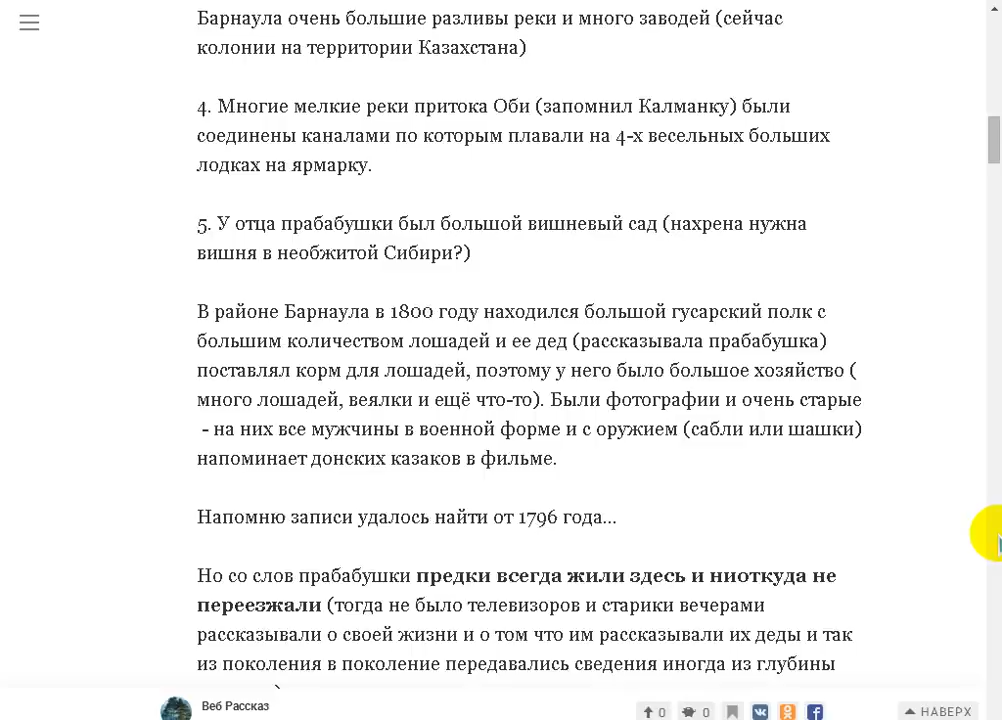 Барнаула очень большие разливы реки и много заводей (сейчас
колонии на территории Казахстана)
4. Многие мелкие реки притока Оби (запомнил Калманку) были
соединены каналами по которым плавали на 4-х весельных больших
лодках на ярмарку.
5. У отца прабабушки был большой вишневый сад (нахрена нужна
вишня в необжитой Сибири?)
В районе Барнаула в 1800 году находился большой гусарский полк с
большим количеством лошадей и ее дед (рассказывала прабабушка)
поставлял корм для лошадей, поэтому у него было большое хозяйство (
много лошадей, веялки и ещё что-то). Были фотографии и очень старые
- на них все мужчины в военной форме и с оружием (сабли или шашки)
напоминает донских казаков в фильме.
Напомню записи удалось найти от 1796 года...
Но со слов прабабушки предки всегда жили здесь и ниоткуда не
переезжали (тогда не было телевизоров и старики вечерами
рассказывали о своей жизни и о том что им рассказывали их деды и так
из поколения в поколение передавались сведения иногда из глубины
Веб Рассказ
0 0 НАВЕРХ